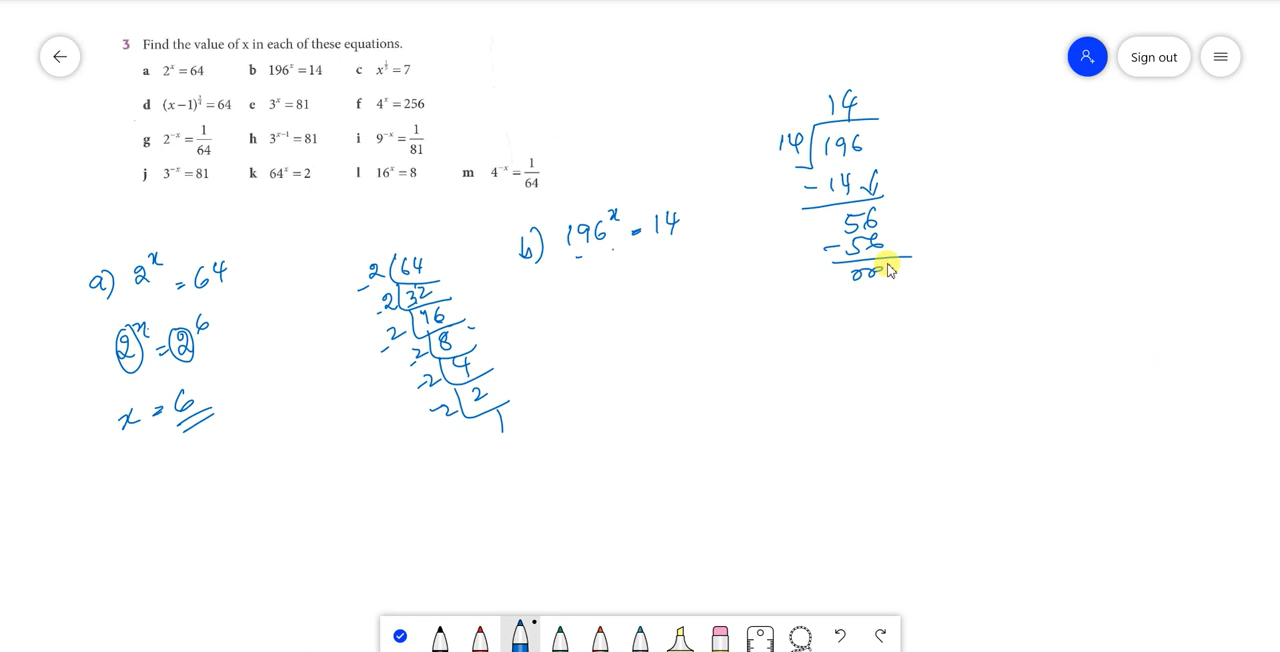 Sign out
3 Find the value of x in each of these equations.
a 2^x = 64 b 196^x = 14 c x^{1/2} = 7
d (x−1)^{3/4} = 64 e 3^x = 81 f 4^x = 256
g 2^{−x} = 1/64 h 3^{x−1} = 81 i 9^{−x} = 1/81
j 3^{−x} = 81 k 64^x = 2 l 16^x = 8 m 4^{−x} = 1/64
a) 2^x = 64
2^x = 2^6
x = 6
2 64
2 32
2 16
2 8
2 4
2 2
1
b) 196^x = 14
14
14 196
- 14 ↓
56
- 56
00